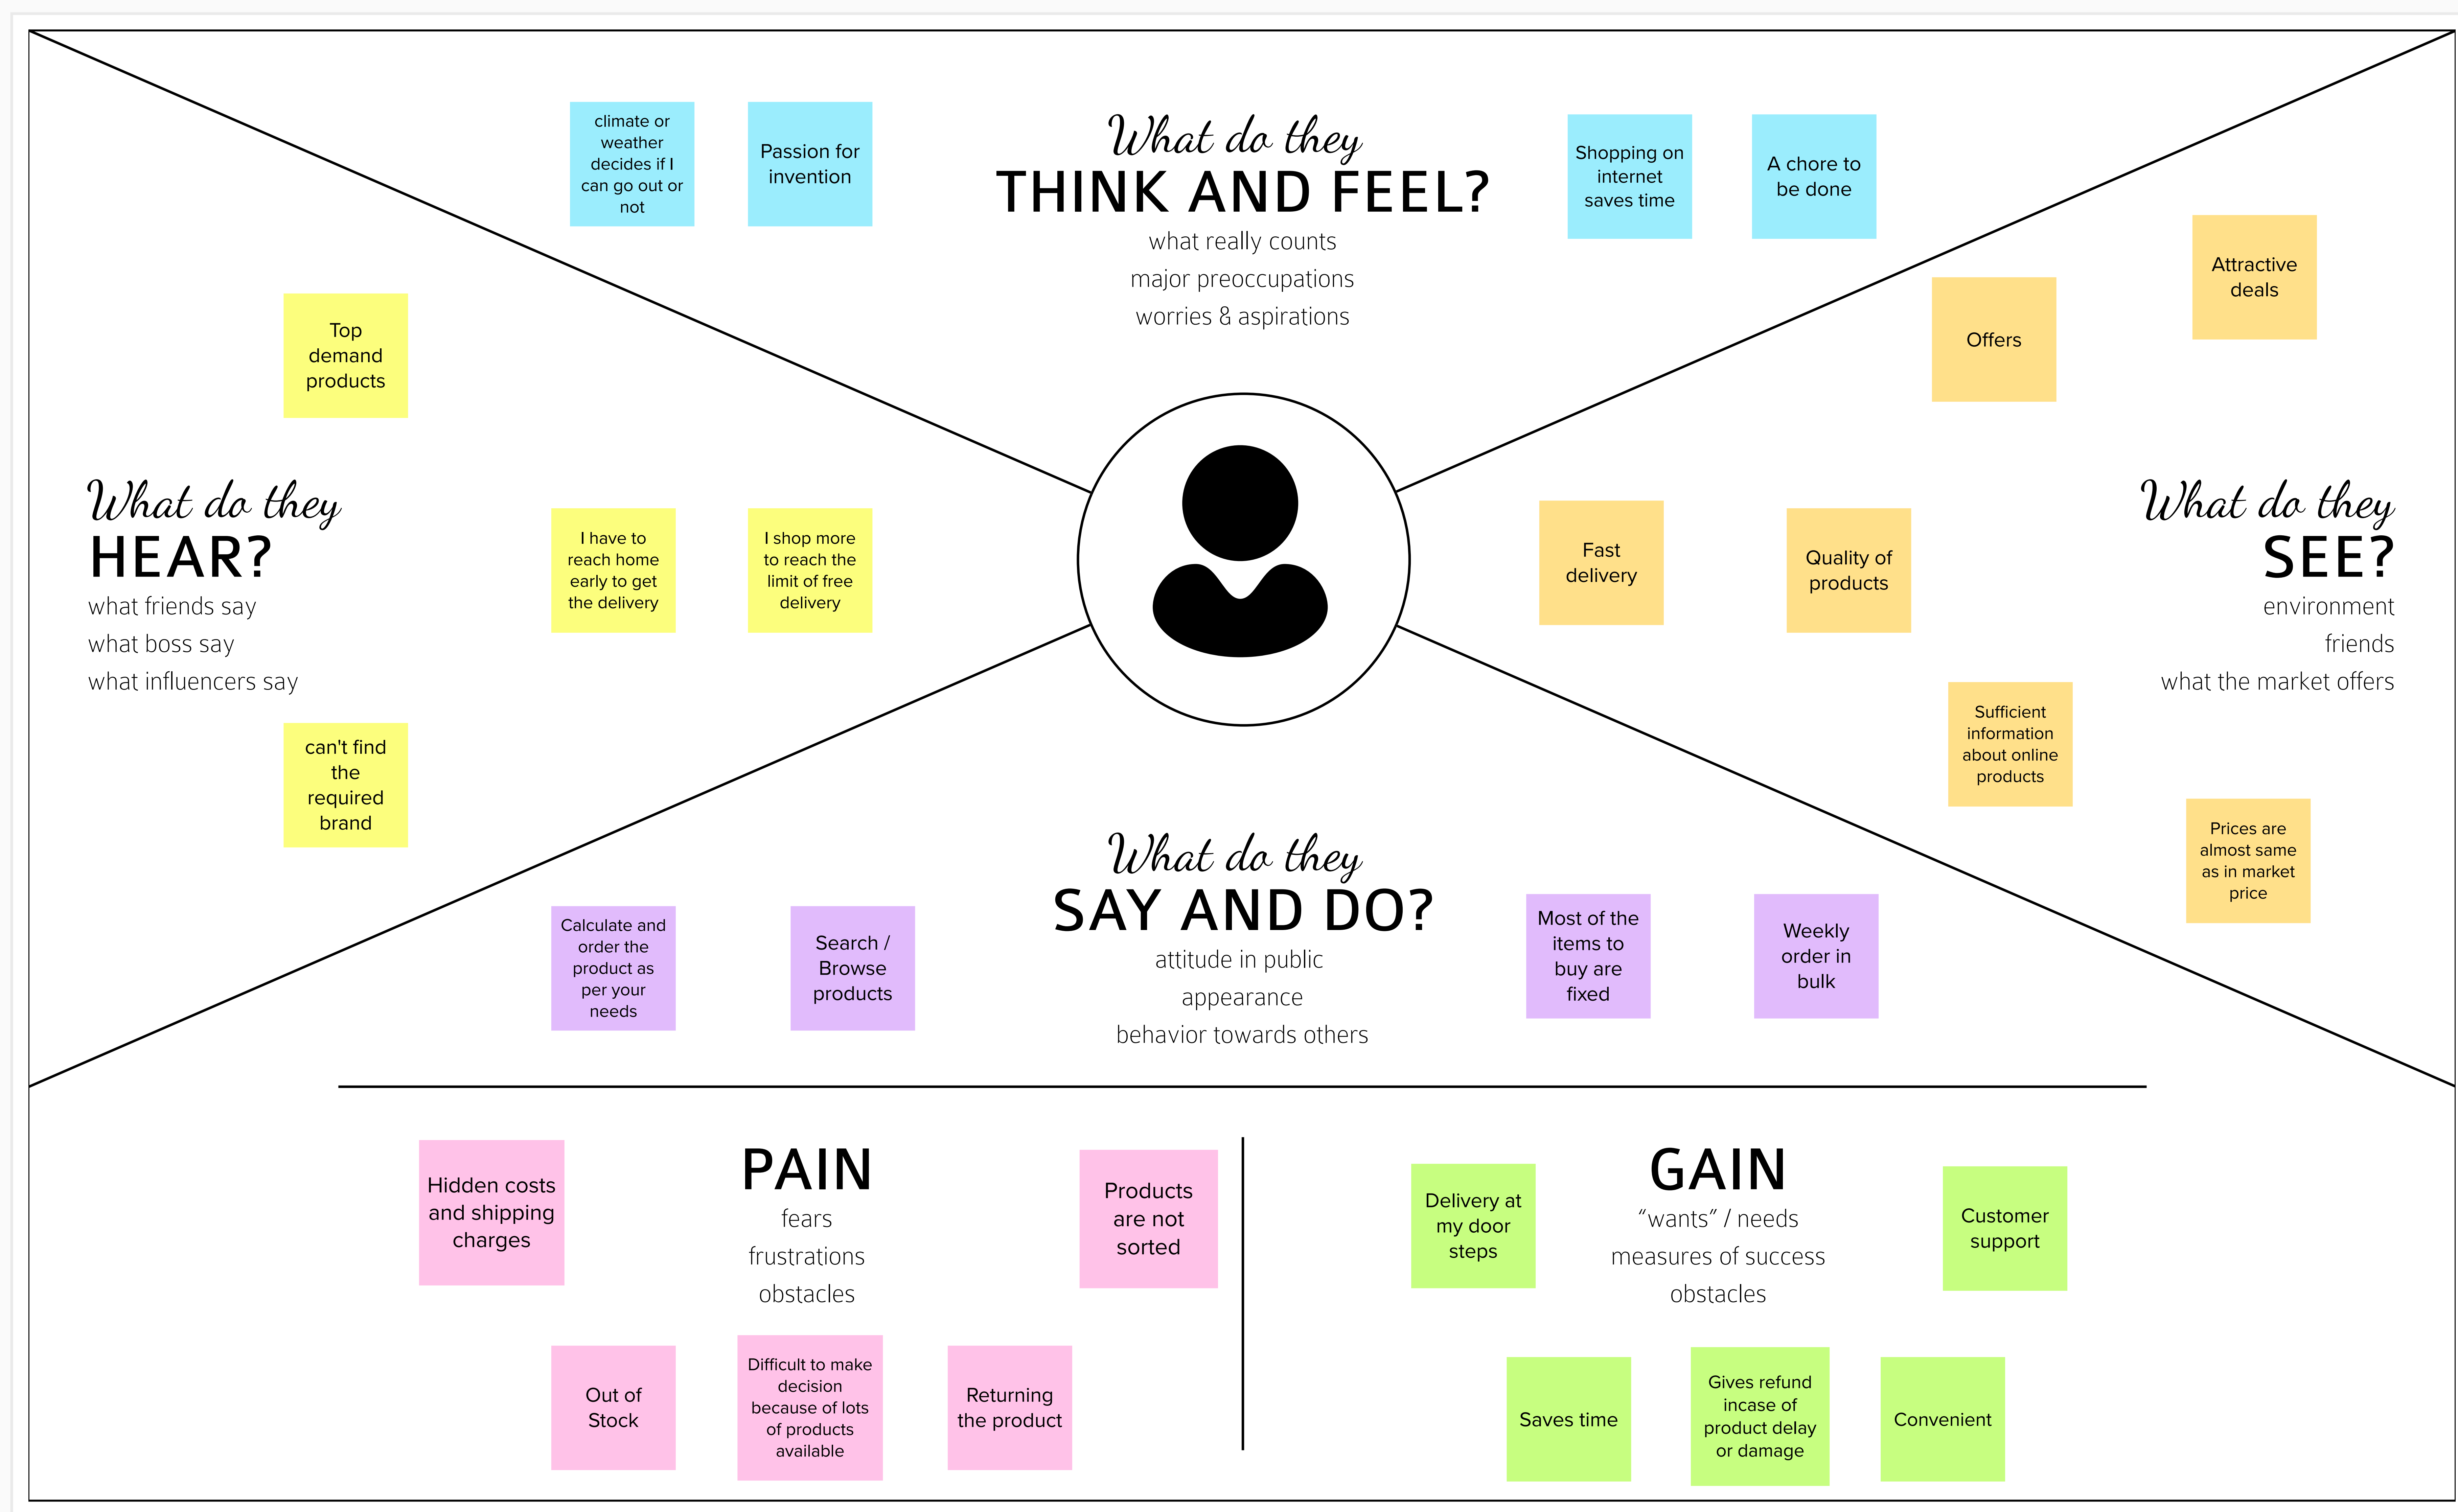 What do they
THINK AND FEEL?
what really counts
major preoccupations
worries & aspirations
climate or
weather
decides if I
can go out or
not
Passion for
invention
Shopping on
internet
saves time
A chore to
be done
What do they
HEAR?
what friends say
what boss say
what influencers say
Top
demand
products
I have to
reach home
early to get
the delivery
I shop more
to reach the
limit of free
delivery
can't find
the
required
brand
What do they
SEE?
environment
friends
what the market offers
Attractive
deals
Offers
Fast
delivery
Quality of
products
Sufficient
information
about online
products
Prices are
almost same
as in market
price
What do they
SAY AND DO?
attitude in public
appearance
behavior towards others
Calculate and
order the
product as
per your
needs
Search /
Browse
products
Most of the
items to
buy are
fixed
Weekly
order in
bulk
PAIN
fears
frustrations
obstacles
Hidden costs
and shipping
charges
Products
are not
sorted
Out of
Stock
Difficult to make
decision
because of lots
of products
available
Returning
the product
GAIN
“wants” / needs
measures of success
obstacles
Delivery at
my door
steps
Customer
support
Saves time
Gives refund
incase of
product delay
or damage
Convenient